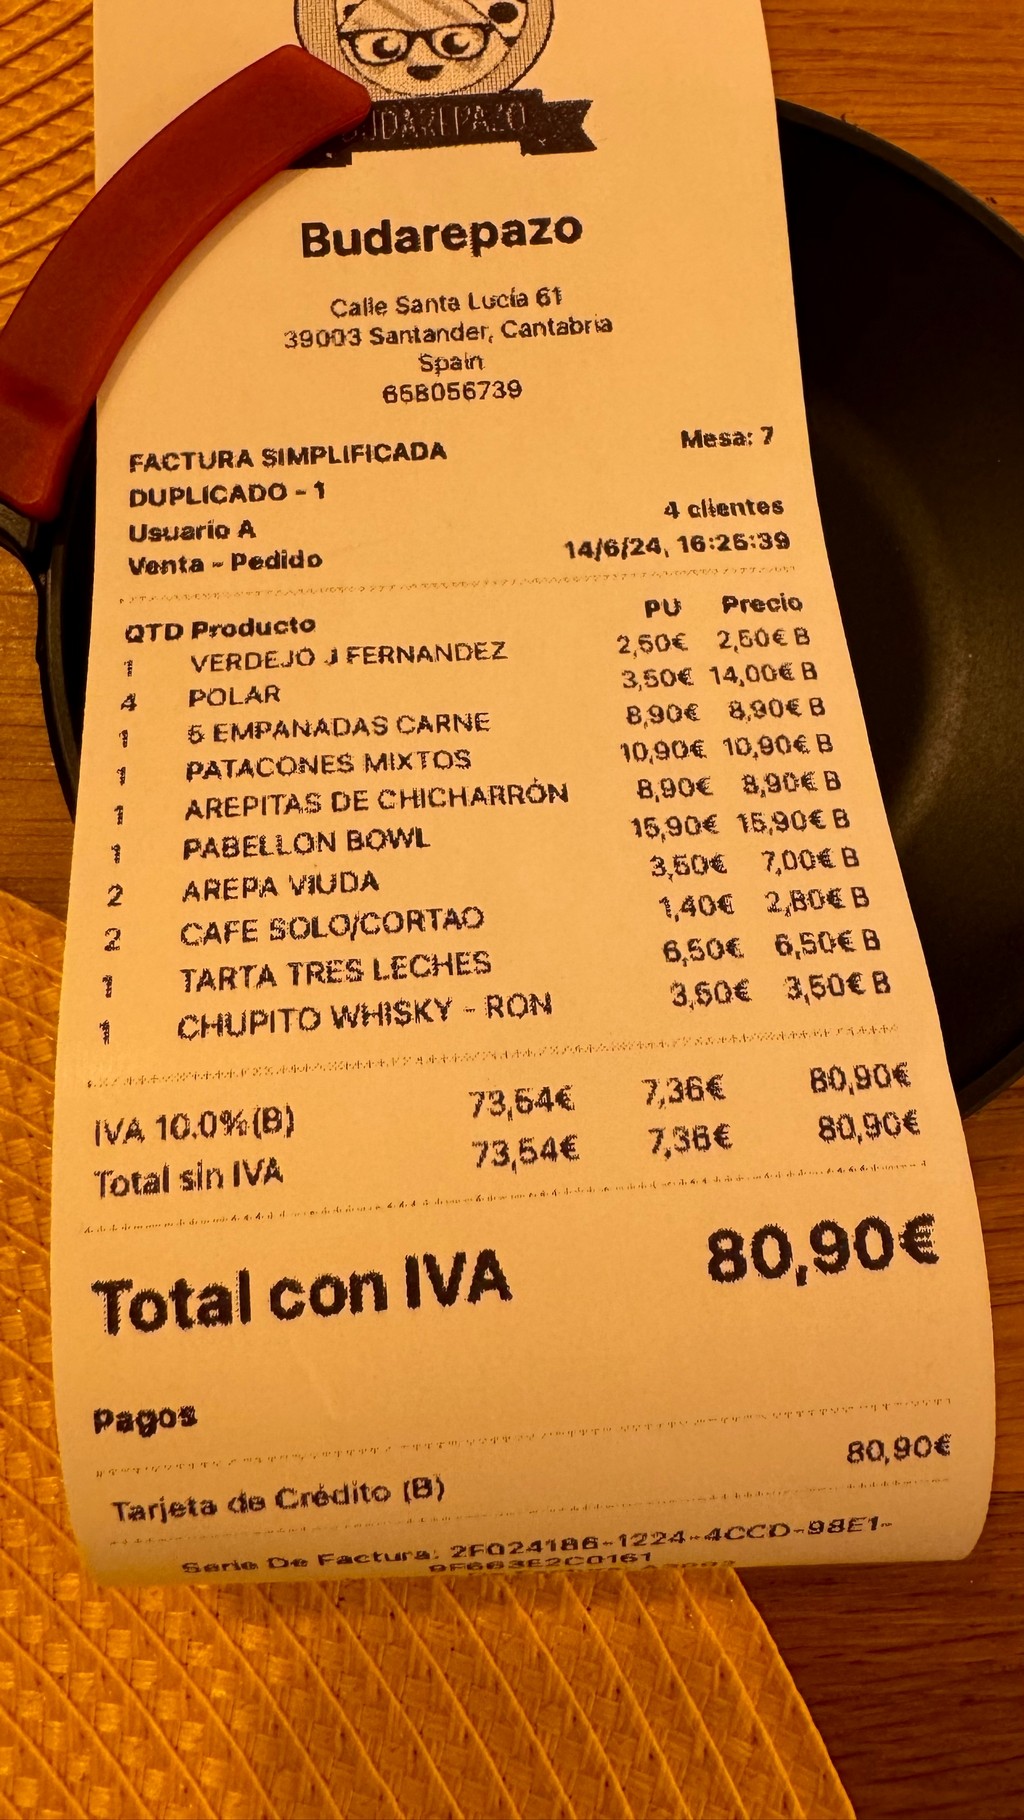 BUDAREPAZO
Budarepazo
Calle Santa Lucía 61
39003 Santander, Cantabria
Spain
658056739
FACTURA SIMPLIFICADA Mesa: 7
DUPLICADO - 1
Usuario A 4 clientes
Venta - Pedido 14/6/24, 16:25:39
QTD Producto PU Precio
1 VERDEJO J FERNANDEZ 2,50€ 2,50€ B
4 POLAR 3,50€ 14,00€ B
1 5 EMPANADAS CARNE 8,90€ 8,90€ B
1 PATACONES MIXTOS 10,90€ 10,90€ B
1 AREPITAS DE CHICHARRÓN 8,90€ 8,90€ B
1 PABELLON BOWL 15,90€ 15,90€ B
2 AREPA VIUDA 3,50€ 7,00€ B
2 CAFE SOLO/CORTAO 1,40€ 2,80€ B
1 TARTA TRES LECHES 6,50€ 6,50€ B
1 CHUPITO WHISKY - RON 3,50€ 3,50€ B
IVA 10.0%(B) 73,54€ 7,36€ 80,90€
Total sin IVA 73,54€ 7,36€ 80,90€
Total con IVA 80,90€
Pagos
Tarjeta de Crédito (B) 80,90€
Serie De Factura: 2F024186-1224-4CCD-98E1-
9F663E2C0161